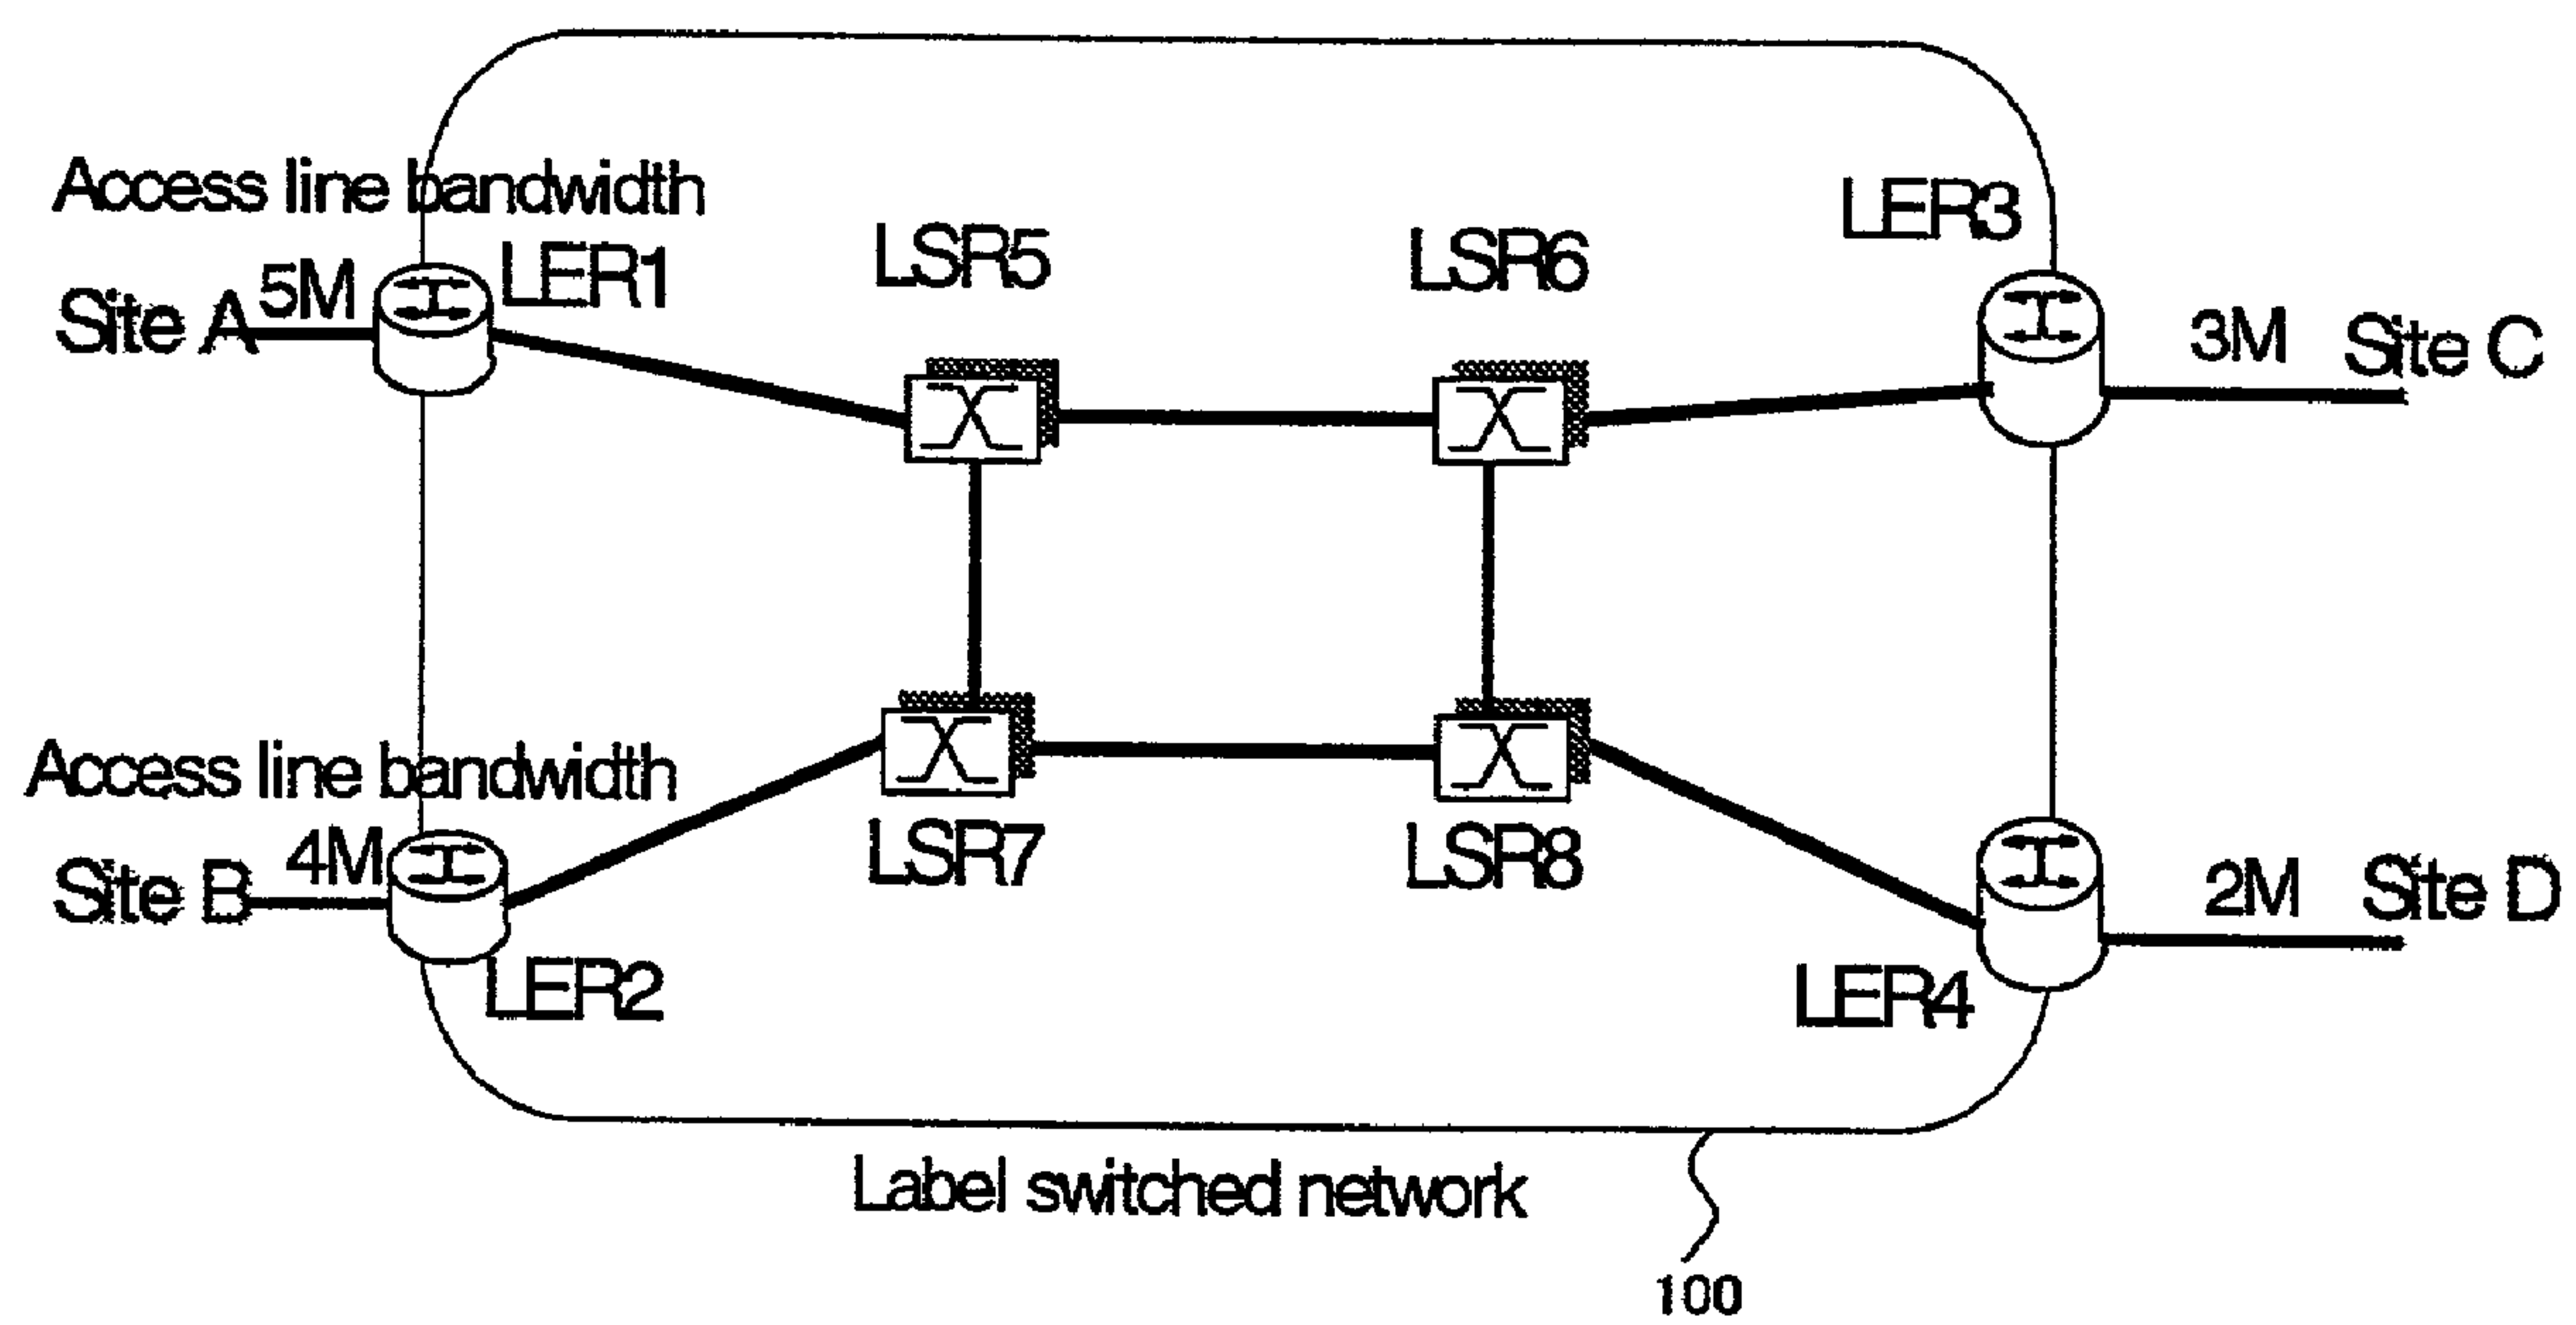 Access line bandwidth
LER3
LSR5
LSR6
5M
LER1
Site A
3M
Site C
Access line bandwidth
4M
LSR7
LSR8
Site B
2M
Site D
LER2
LER4
Label switched network
100